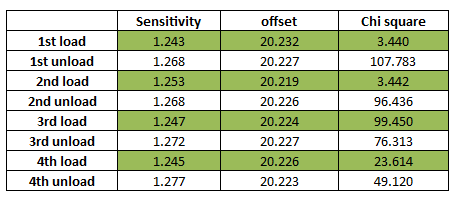 Sensitivity offset Chi square
1st load 1.243 20.232 3.440
1st unload 1.268 20.227 107.783
2nd load 1.253 20.219 3.442
2nd unload 1.268 20.226 96.436
3rd load 1.247 20.224 99.450
3rd unload 1.272 20.227 76.313
4th load 1.245 20.226 23.614
4th unload 1.277 20.223 49.120